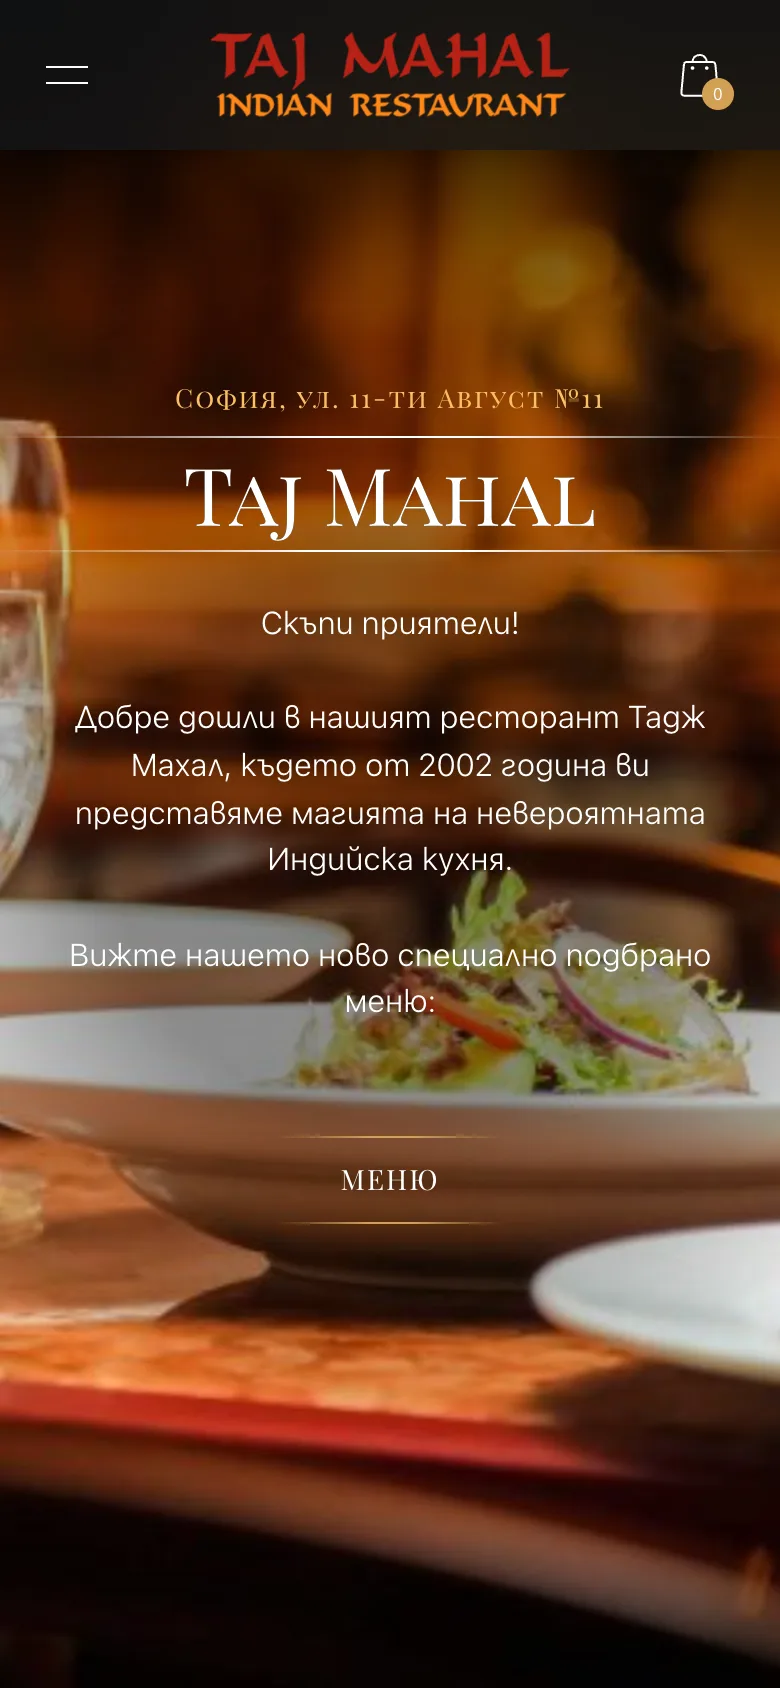 TAJ MAHAL
INDIAN RESTAURANT
0
София, ул. 11-ти Август №11
Taj Mahal
Скъпи приятели!
Добре дошли в нашият ресторант Тадж
Махал, където от 2002 година ви
представяме магията на невероятната
Индийска кухня.
Вижте нашето ново специално подбрано
меню:
МЕНЮ